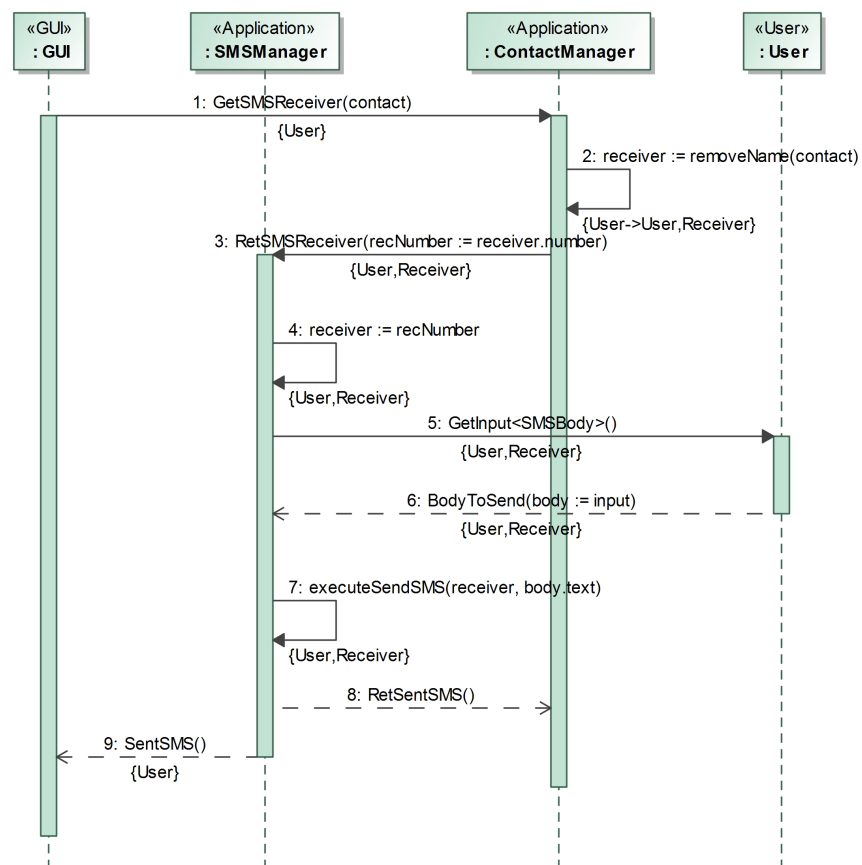 «GUI»
: GUI
«Application»
: SMSManager
«Application»
: ContactManager
«User»
: User
1: GetSMSReceiver(contact)
{User}
2: receiver := removeName(contact)
{User->User,Receiver}
3: RetSMSReceiver(recNumber := receiver.number)
{User,Receiver}
4: receiver := recNumber
{User,Receiver}
5: GetInput<SMSBody>()
{User,Receiver}
6: BodyToSend(body := input)
{User,Receiver}
7: executeSendSMS(receiver, body.text)
{User,Receiver}
8: RetSentSMS()
9: SentSMS()
{User}